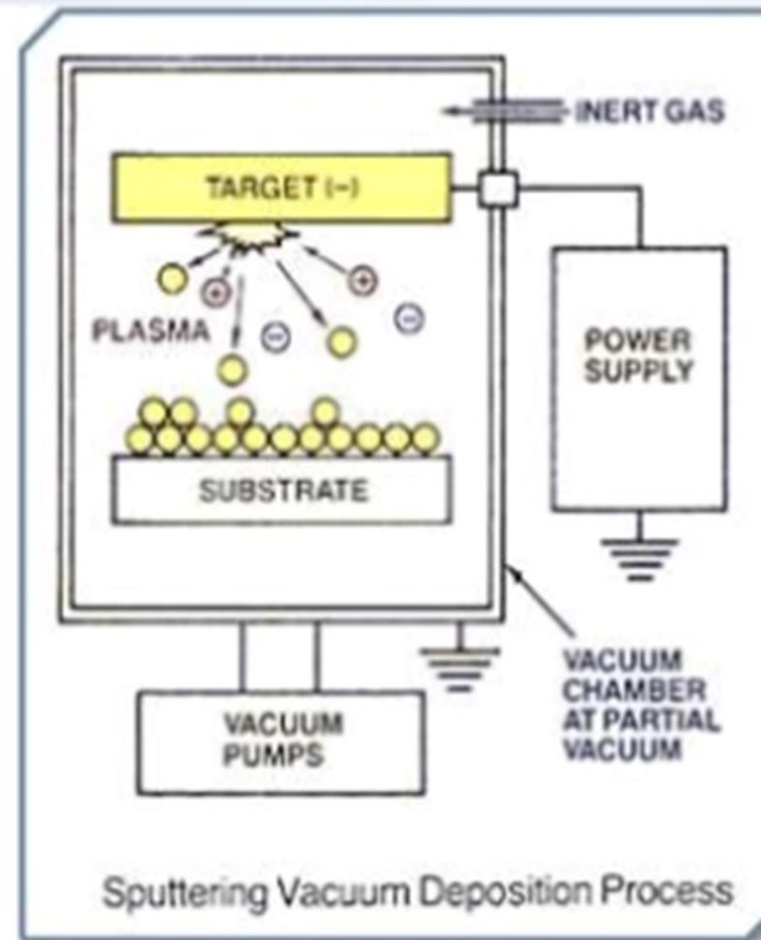 INERT GAS
TARGET (−)
+
+
−
−
PLASMA
POWER
SUPPLY
SUBSTRATE
VACUUM
CHAMBER
AT PARTIAL
VACUUM
VACUUM
PUMPS
Sputtering Vacuum Deposition Process